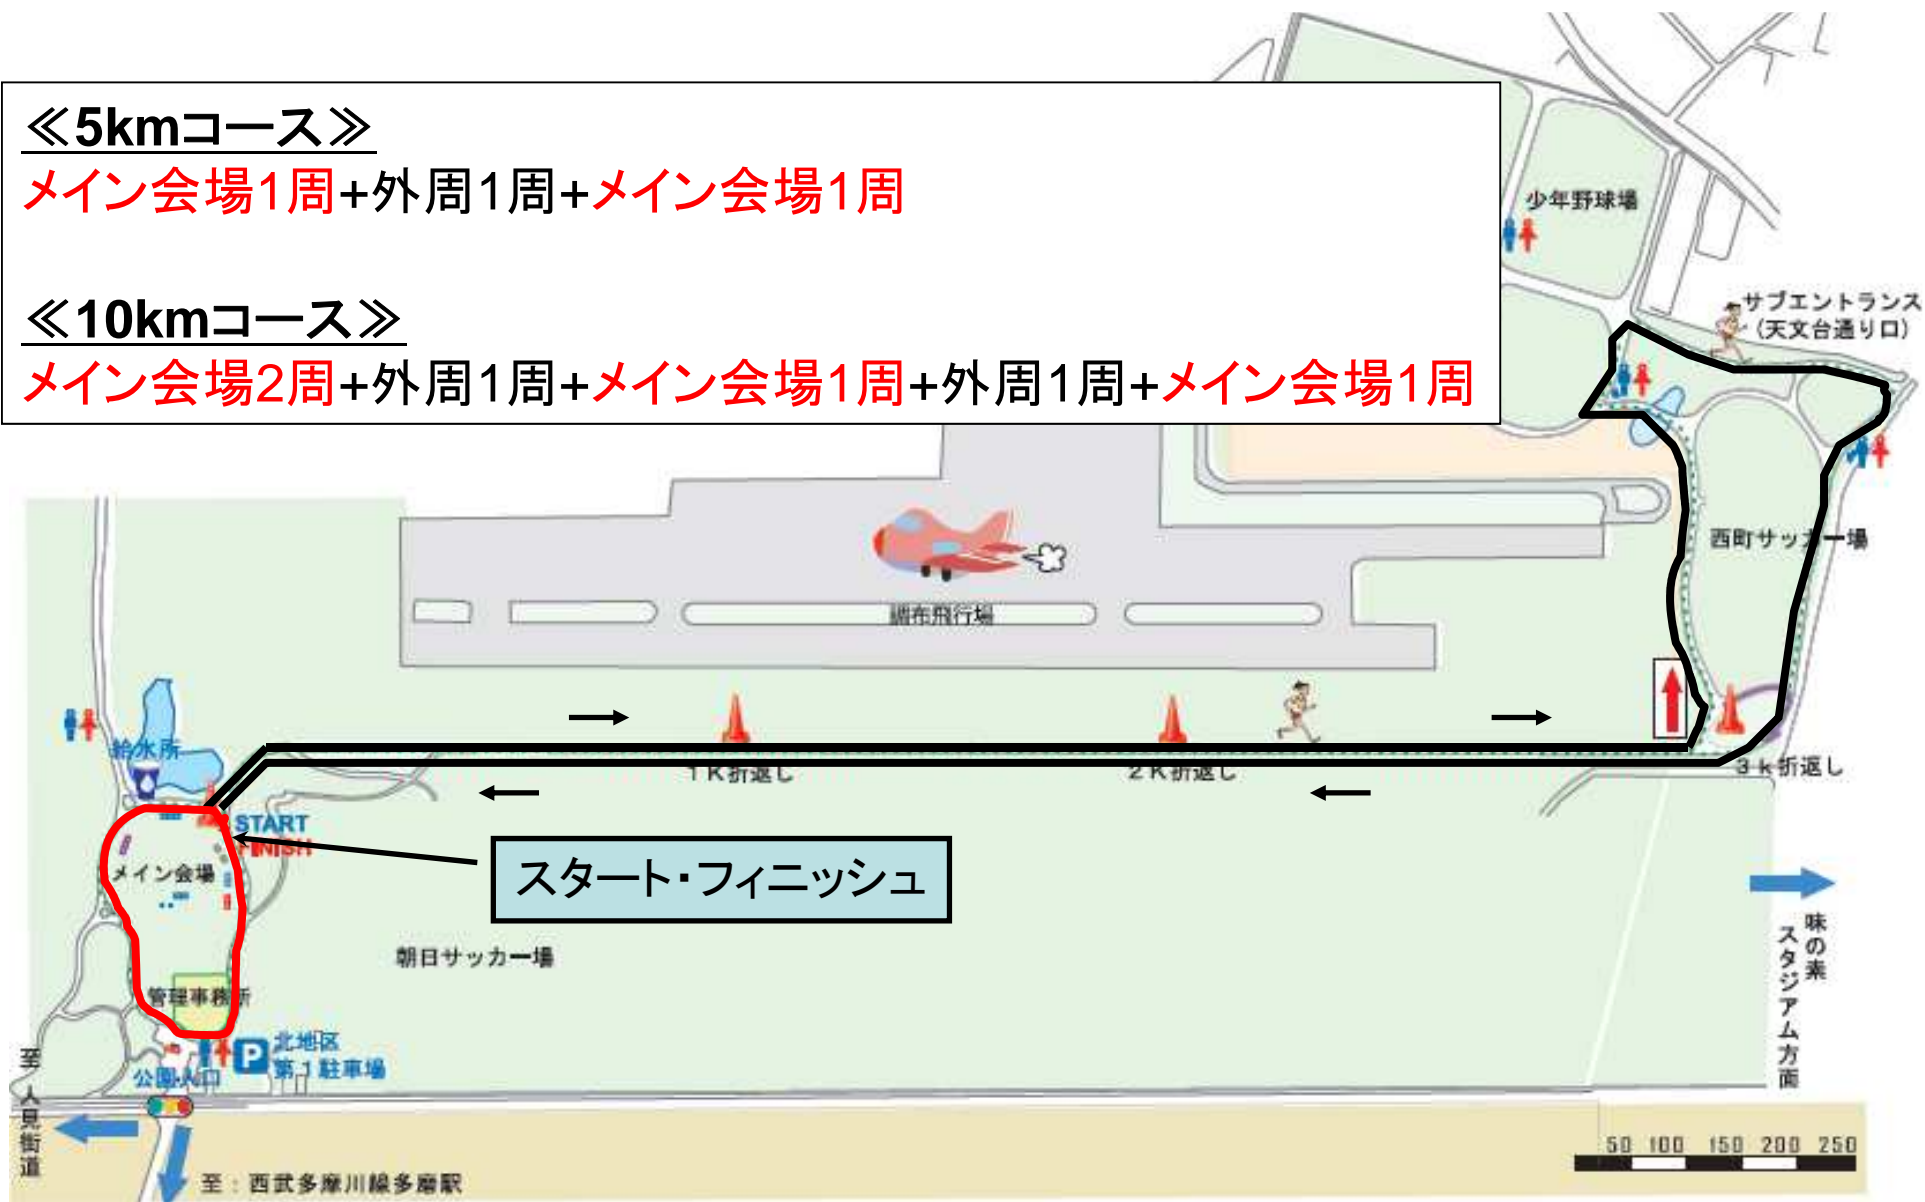 ≪5kmコース≫
メイン会場1周+外周1周+メイン会場1周
≪10kmコース≫
メイン会場2周+外周1周+メイン会場1周+外周1周+メイン会場1周
少年野球場
サブエントランス
(天文台通り口)
西町サッカー場
調布飛行場
給水所
1K折返し
2K折返し
3k折返し
START
FINISH
スタート・フィニッシュ
メイン会場
朝日サッカー場
味の素
スタジアム方面
管理事務所
P
北地区
第1駐車場
公園入口
至 人見街道
50 100 150 200 250
至:西武多摩川線多磨駅